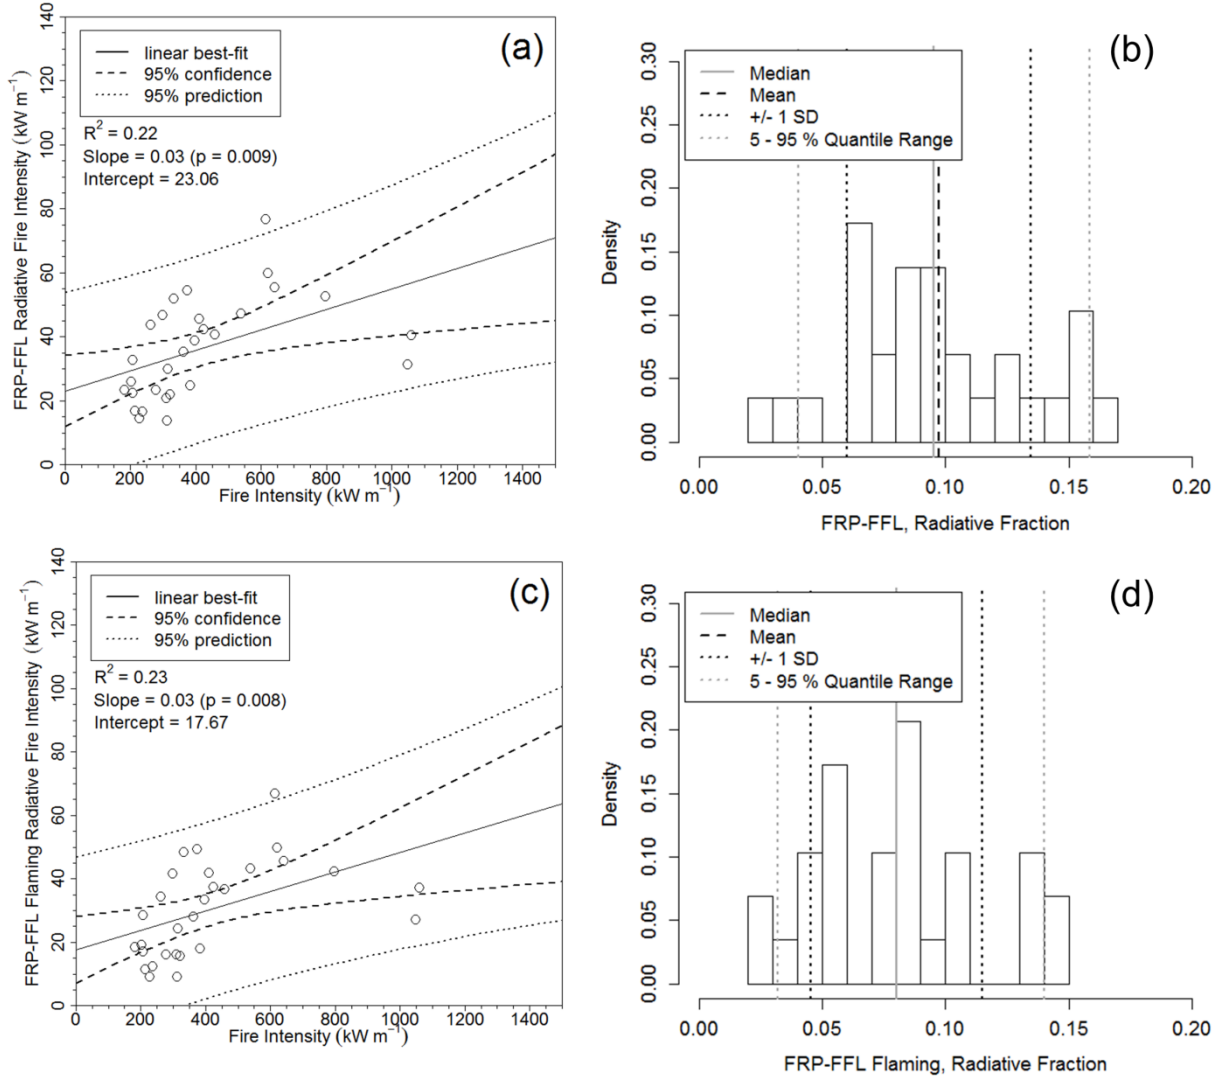 (a)
linear best-fit
95% confidence
95% prediction
R² = 0.22
Slope = 0.03 (p = 0.009)
Intercept = 23.06
FRP-FFL Radiative Fire Intensity (kW m⁻¹)
0 20 40 60 80 100 120 140
0 200 400 600 800 1000 1200 1400
Fire Intensity (kW m⁻¹)
(b)
Median
Mean
+/- 1 SD
5 - 95 % Quantile Range
Density
0.00 0.05 0.10 0.15 0.20 0.25 0.30
0.00 0.05 0.10 0.15 0.20
FRP-FFL, Radiative Fraction
(c)
linear best-fit
95% confidence
95% prediction
R² = 0.23
Slope = 0.03 (p = 0.008)
Intercept = 17.67
FRP-FFL Flaming Radiative Fire Intensity (kW m⁻¹)
0 20 40 60 80 100 120 140
0 200 400 600 800 1000 1200 1400
Fire Intensity (kW m⁻¹)
(d)
Median
Mean
+/- 1 SD
5 - 95 % Quantile Range
Density
0.00 0.05 0.10 0.15 0.20 0.25 0.30
0.00 0.05 0.10 0.15 0.20
FRP-FFL Flaming, Radiative Fraction